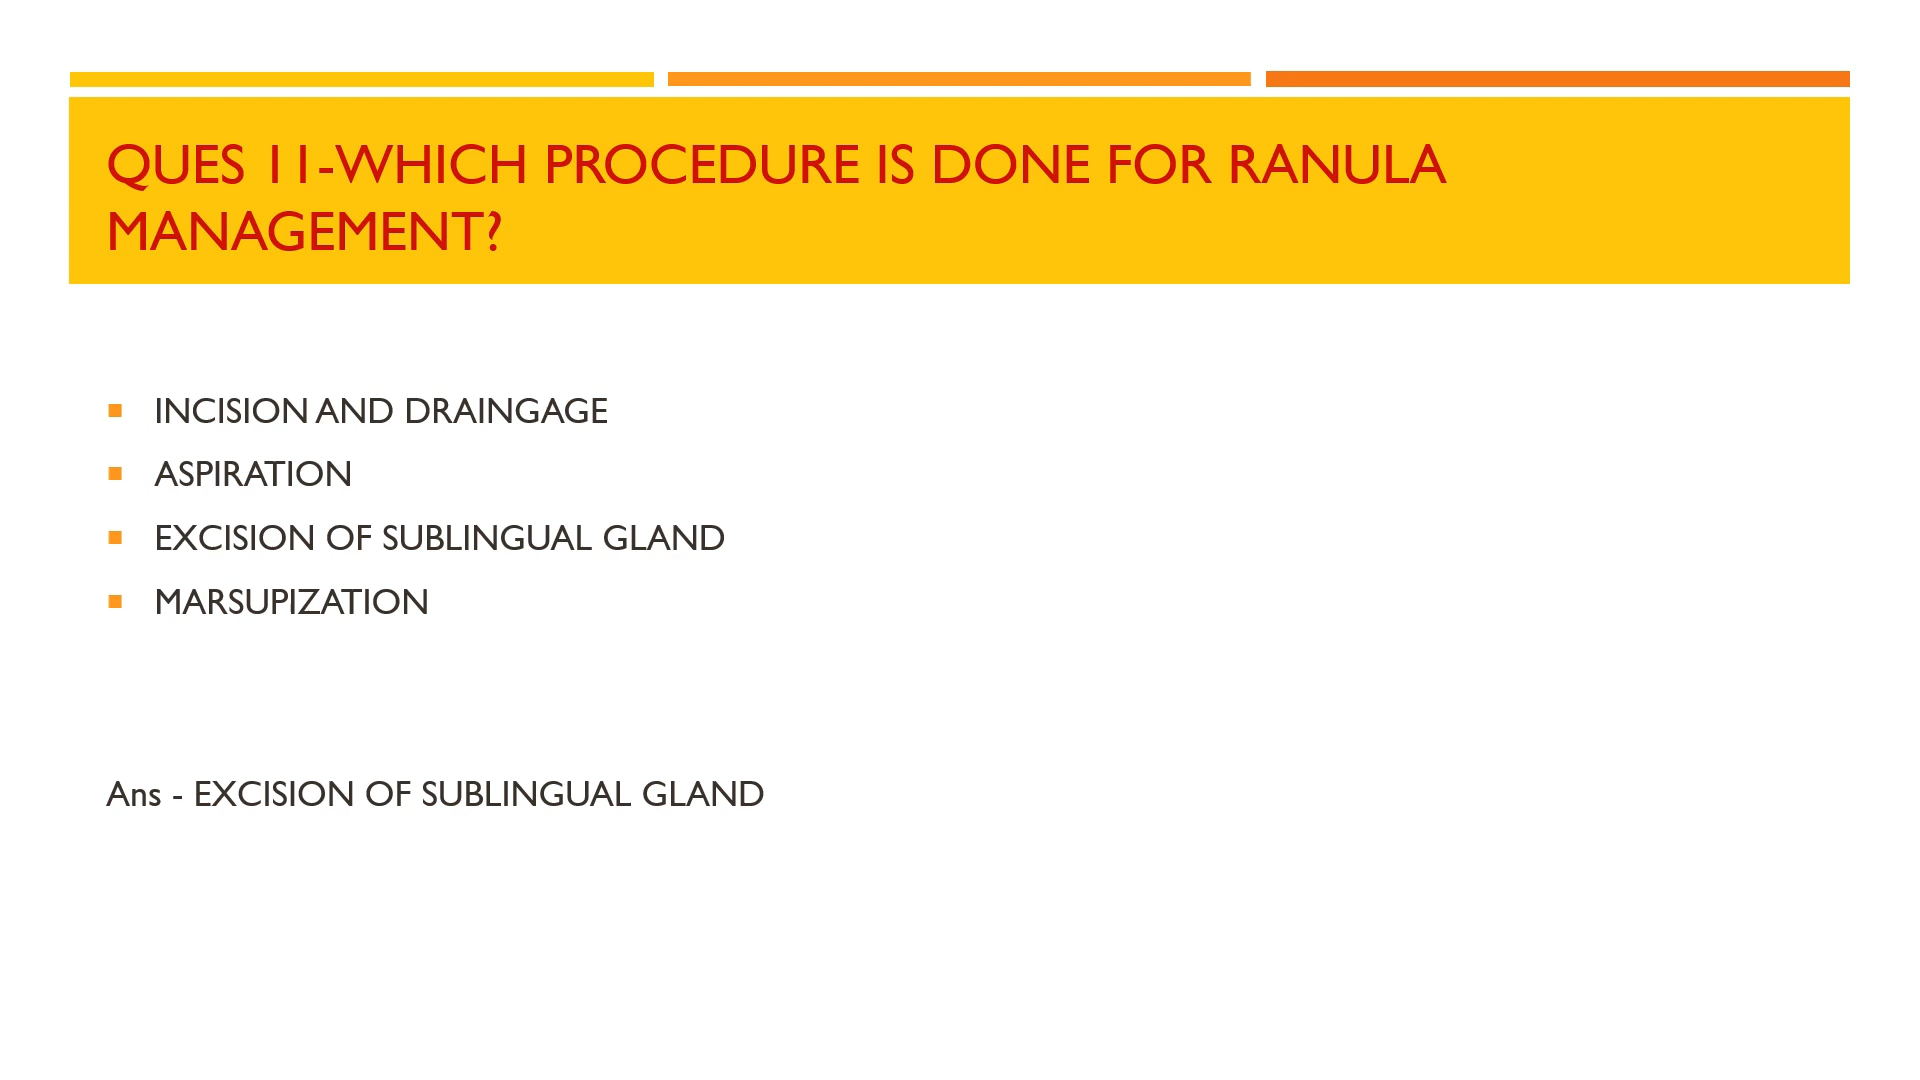 QUES 11-WHICH PROCEDURE IS DONE FOR RANULA
MANAGEMENT?
INCISION AND DRAINGAGE
ASPIRATION
EXCISION OF SUBLINGUAL GLAND
MARSUPIZATION
Ans - EXCISION OF SUBLINGUAL GLAND